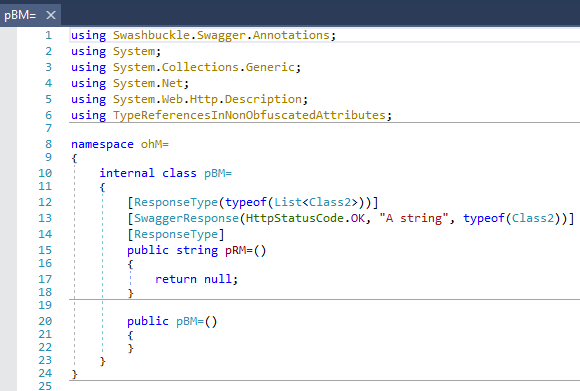 pBM= ✕
1 using Swashbuckle.Swagger.Annotations;
2 using System;
3 using System.Collections.Generic;
4 using System.Net;
5 using System.Web.Http.Description;
6 using TypeReferencesInNonObfuscatedAttributes;
7
8 namespace ohM=
9 {
10 internal class pBM=
11 {
12 [ResponseType(typeof(List<Class2>))]
13 [SwaggerResponse(HttpStatusCode.OK, "A string", typeof(Class2))]
14 [ResponseType]
15 public string pRM=()
16 {
17 return null;
18 }
19
20 public pBM=()
21 {
22 }
23 }
24 }
25